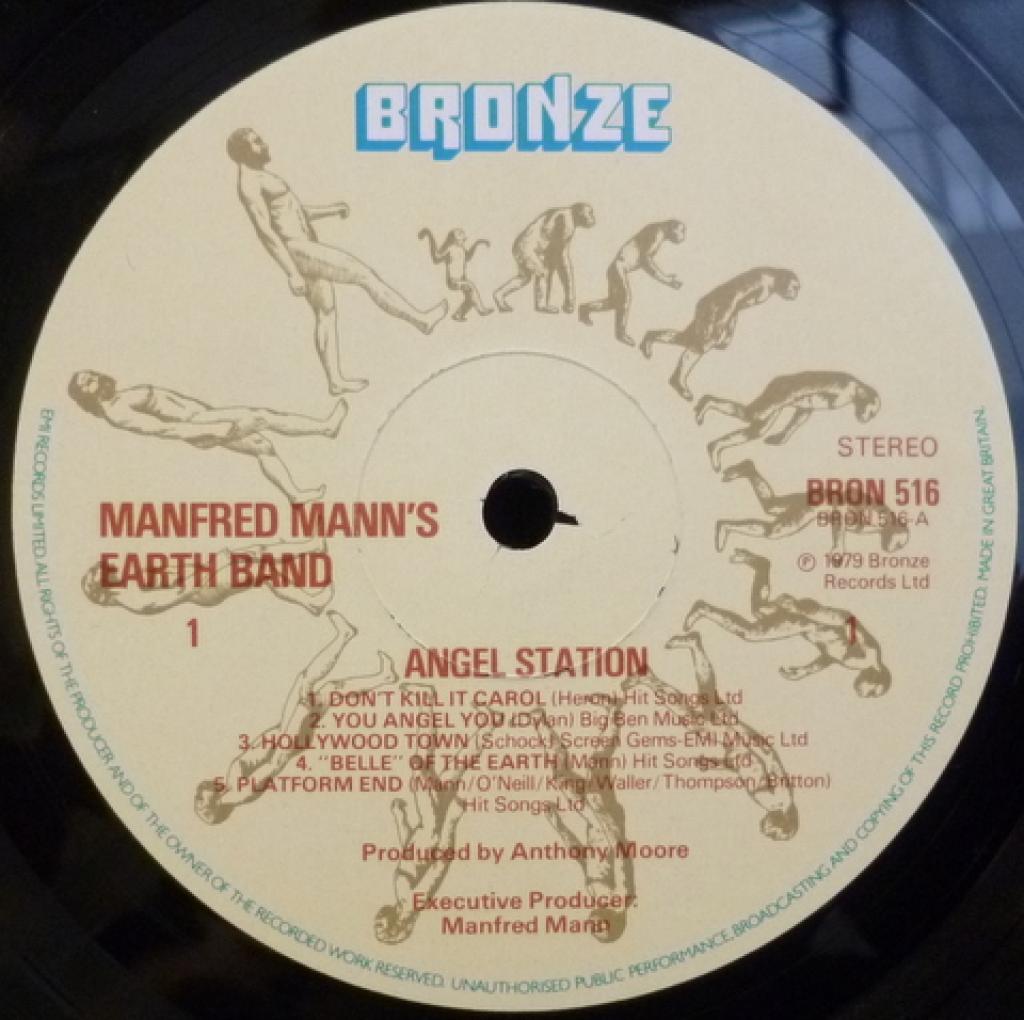 BRONZE
STEREO
BRON 516
BRON 516-A
℗ 1979 Bronze
Records Ltd
MANFRED MANN'S
EARTH BAND
1
1
ANGEL STATION
1. DON'T KILL IT CAROL (Heron) Hit Songs Ltd
2. YOU ANGEL YOU (Dylan) Big Ben Music Ltd
3. HOLLYWOOD TOWN (Schock) Screen Gems-EMI Music Ltd
4. "BELLE" OF THE EARTH (Mann) Hit Songs Ltd
5. PLATFORM END (Mann/O'Neill/King/Waller/Thompson/Britton)
Hit Songs Ltd
Produced by Anthony Moore
Executive Producer:
Manfred Mann
EMI RECORDS LIMITED. ALL RIGHTS OF THE PRODUCER AND OF THE OWNER OF THE RECORDED WORK RESERVED. UNAUTHORISED PUBLIC PERFORMANCE, BROADCASTING AND COPYING OF THIS RECORD PROHIBITED. MADE IN GREAT BRITAIN.